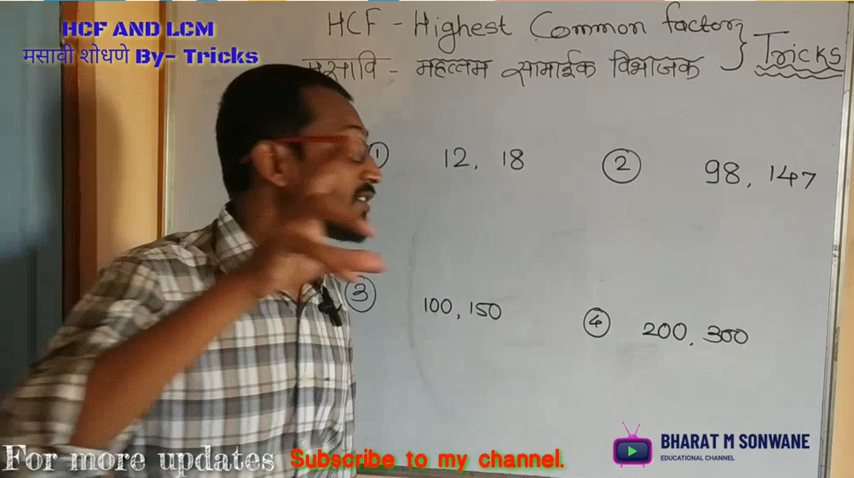 HCF AND LCM
मसावी शोधणे By- Tricks
HCF - Highest Common factor
मसावि - महत्तम सामाईक विभाजक } Tricks
① 12, 18
② 98, 147
③ 100, 150
④ 200, 300
BHARAT M SONWANE
EDUCATIONAL CHANNEL
For more updates Subscribe to my channel.